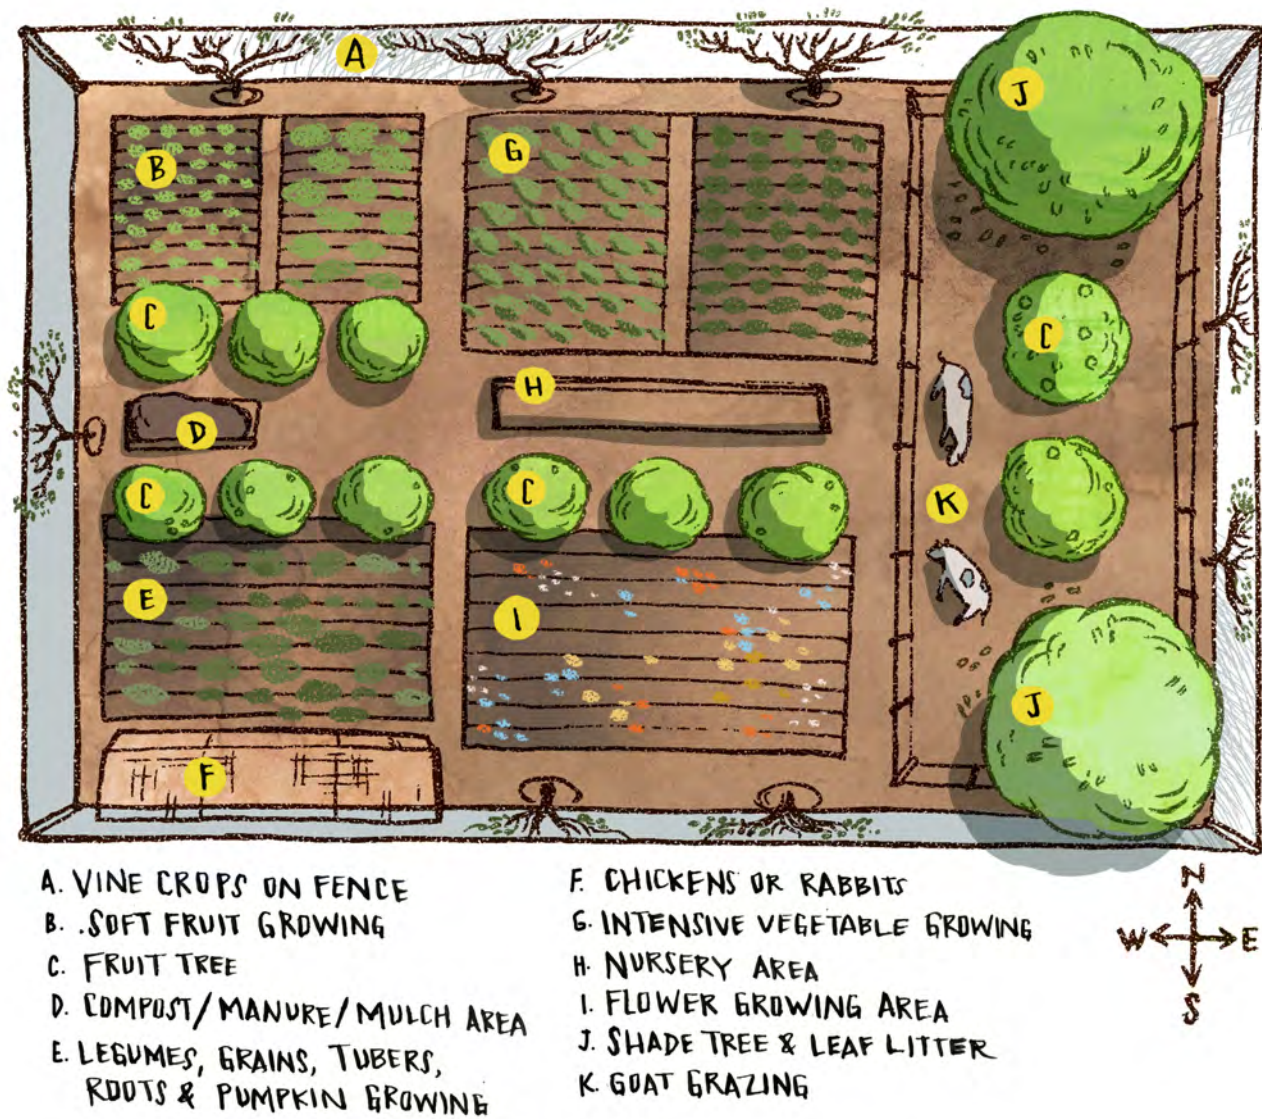 A
J
B
G
C
C
H
D
C
C
K
E
I
J
F
A. VINE CROPS ON FENCE
B. .SOFT FRUIT GROWING
C. FRUIT TREE
D. COMPOST/MANURE/MULCH AREA
E. LEGUMES, GRAINS, TUBERS,
ROOTS & PUMPKIN GROWING
F. CHICKENS OR RABBITS
G. INTENSIVE VEGETABLE GROWING
H. NURSERY AREA
I. FLOWER GROWING AREA
J. SHADE TREE & LEAF LITTER
K. GOAT GRAZING
N
W E
S